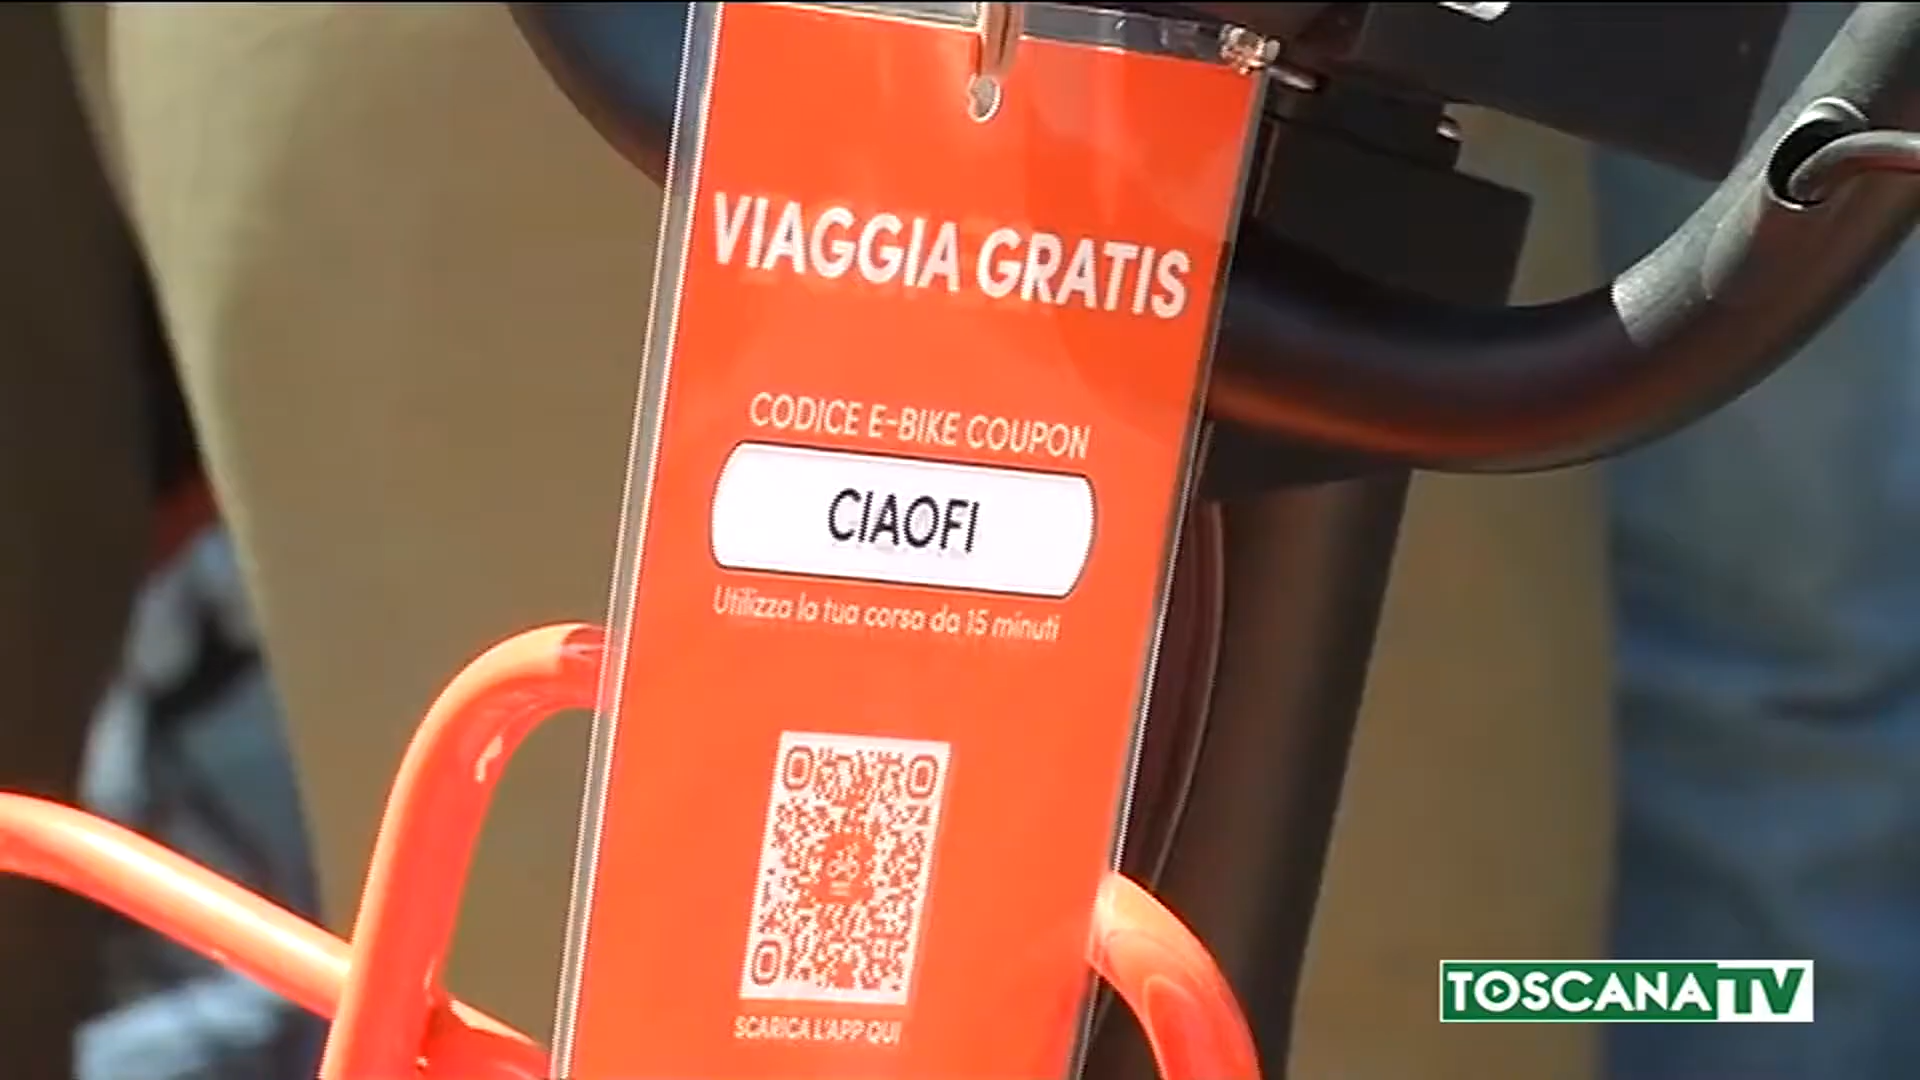 VIAGGIA GRATIS
CODICE E-BIKE COUPON
CIAOFI
Utilizza la tua corsa da 15 minuti
SCARICA L'APP QUI
TOSCANA TV